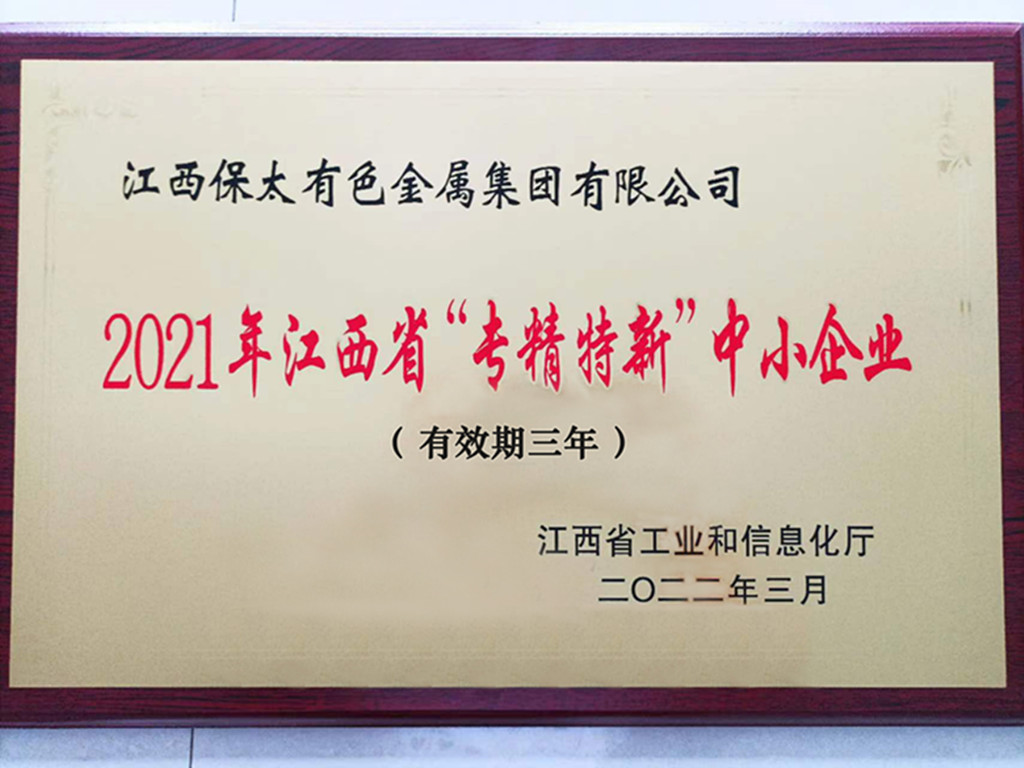 江西保太有色金属集团有限公司
2021年江西省“专精特新”中小企业
（有效期三年）
江西省工业和信息化厅
二〇二二年三月